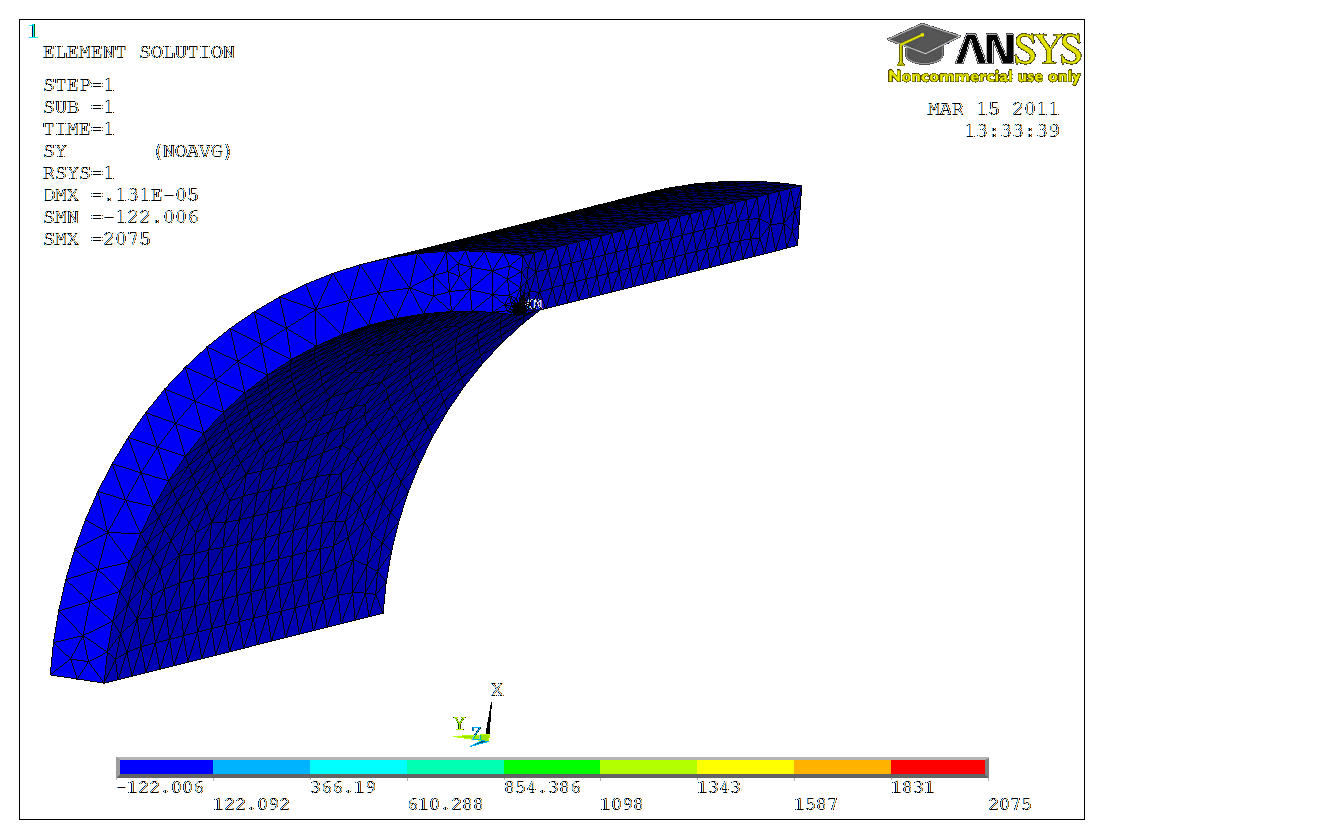 1
ELEMENT SOLUTION
STEP=1
SUB =1
TIME=1
SY (NOAVG)
RSYS=1
DMX =.131E-05
SMN =-122.006
SMX =2075
ANSYS
Noncommercial use only
MAR 15 2011
13:33:39
X
Y
Z
-122.006
122.092
366.19
610.288
854.386
1098
1343
1587
1831
2075